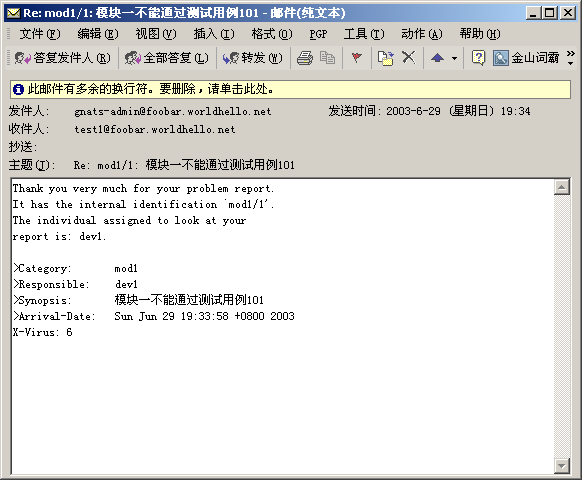 Re: mod1/1: 模块一不能通过测试用例101 - 邮件(纯文本)
文件(F) 编辑(E) 视图(V) 插入(I) 格式(O) PGP 工具(T) 动作(A) 帮助(H)
答复发件人(R) 全部答复(L) 转发(W) 金山词霸
此邮件有多余的换行符。要删除，请单击此处。
发件人: gnats-admin@foobar.worldhello.net 发送时间: 2003-6-29 (星期日) 19:34
收件人: test1@foobar.worldhello.net
抄送:
主题(J): Re: mod1/1: 模块一不能通过测试用例101
Thank you very much for your problem report.
It has the internal identification `mod1/1'.
The individual assigned to look at your
report is: dev1.
>Category: mod1
>Responsible: dev1
>Synopsis: 模块一不能通过测试用例101
>Arrival-Date: Sun Jun 29 19:33:58 +0800 2003
X-Virus: 6